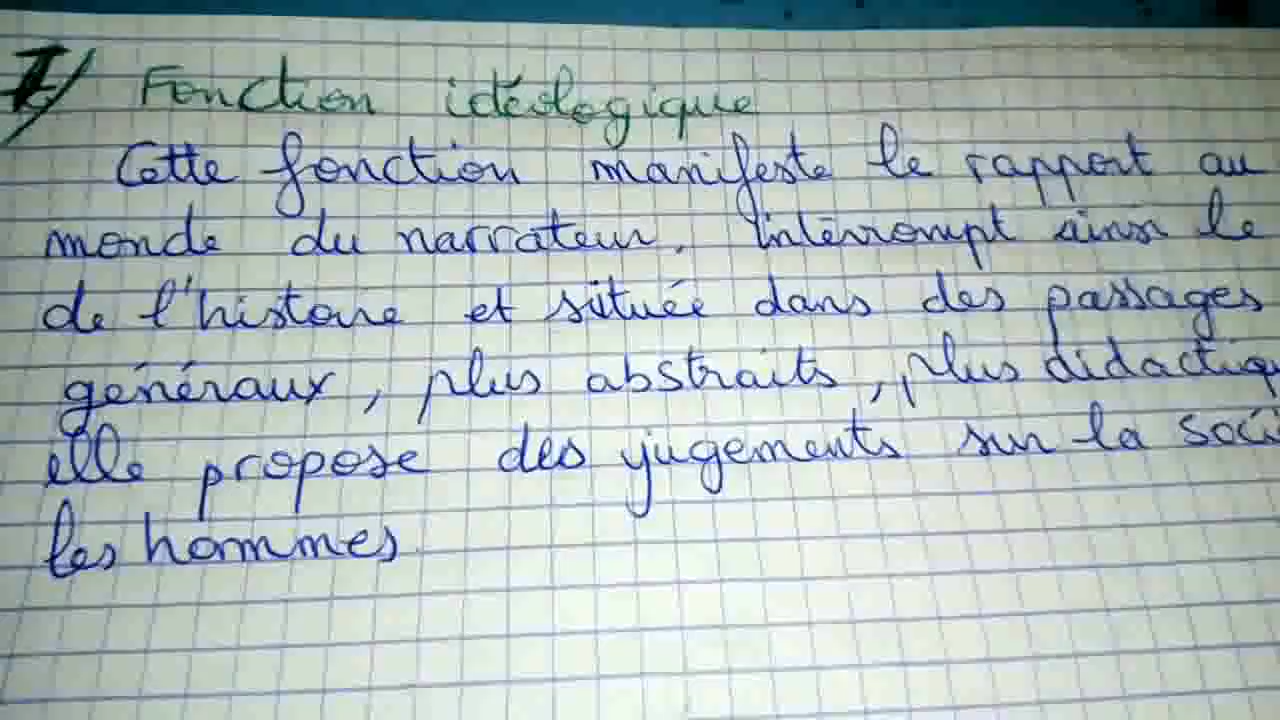 Fonction idéologique
Cette fonction manifeste le rapport au
monde du narrateur. Interrompt ainsi le
de l'histoire et située dans des passages
généraux, plus abstraits, plus didactiq
elle propose des jugements sur la soci
les hommes